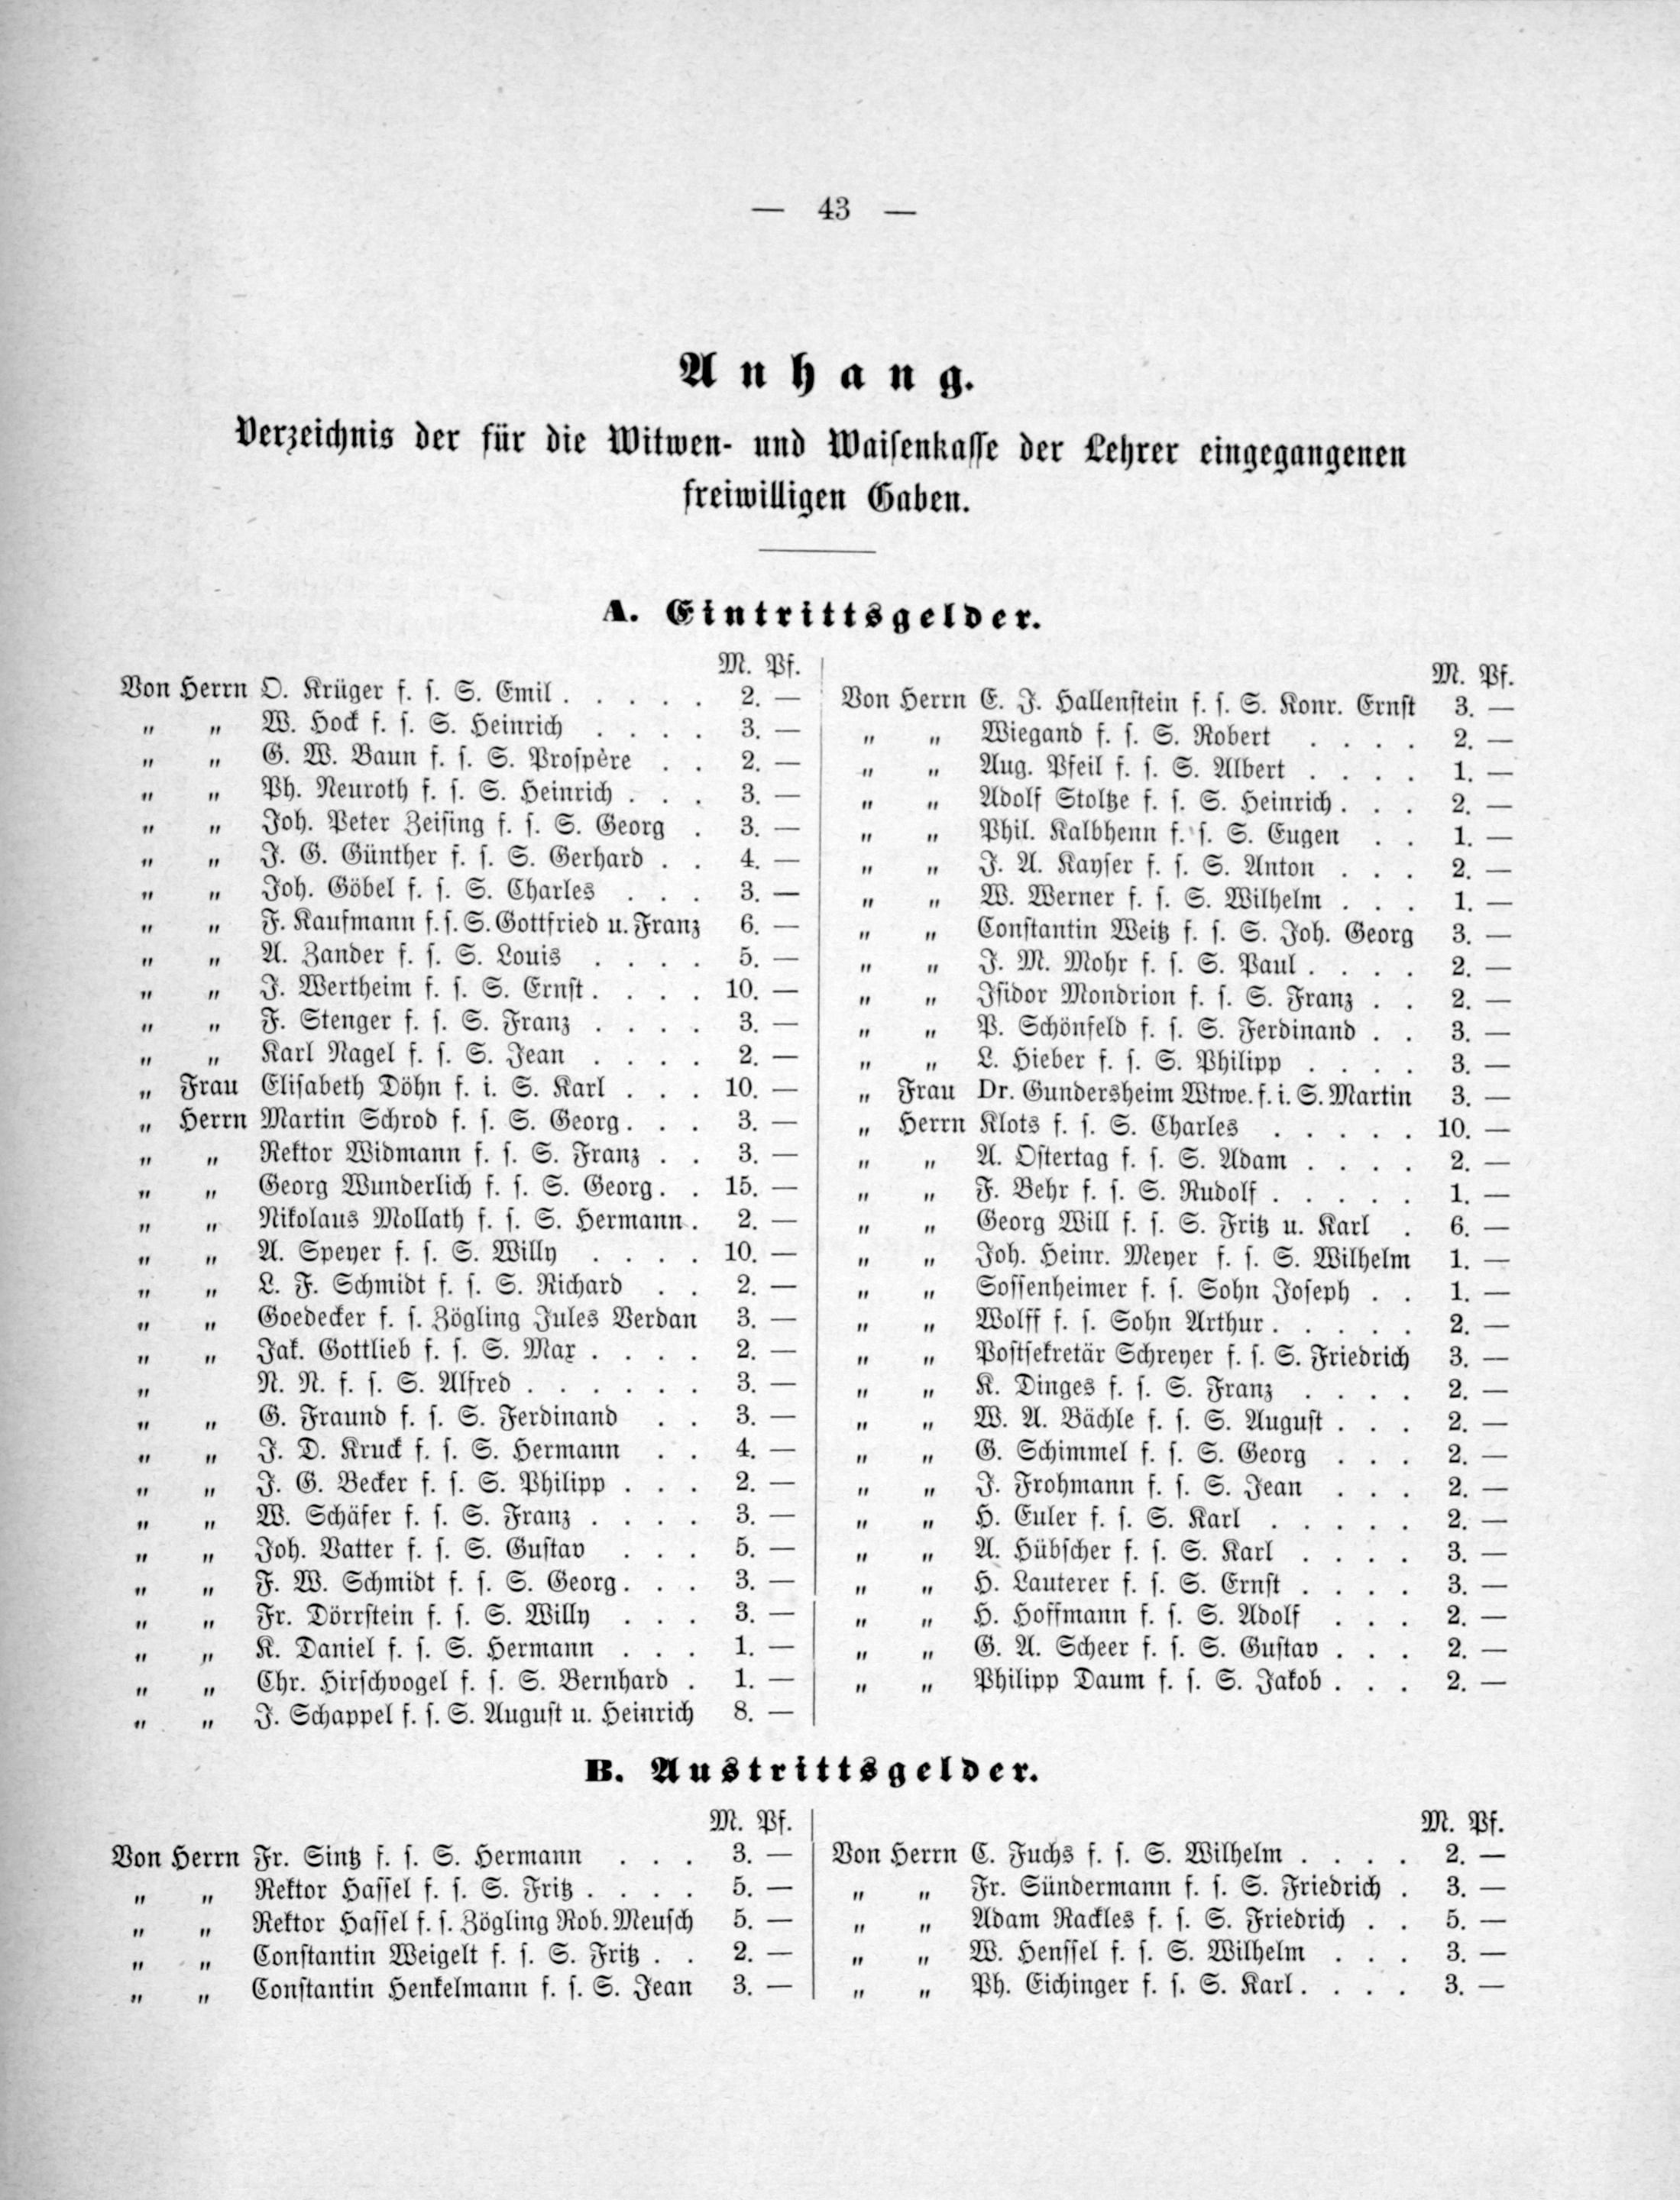 — 43 —
Anhang.
Verzeichnis der für die Witwen- und Waisenkasse der Lehrer eingegangenen
freiwilligen Gaben.
A. Eintrittsgelder.
M. Pf.
Von Herrn O. Krüger f. s. S. Emil . . . . . 2. —
" " W. Hock f. s. S. Heinrich . . . . 3. —
" " G. W. Baun f. s. S. Prospère . . 2. —
" " Ph. Neuroth f. s. S. Heinrich . . . 3. —
" " Joh. Peter Zeising f. s. S. Georg . 3. —
" " J. G. Günther f. s. S. Gerhard . . 4. —
" " Joh. Göbel f. s. S. Charles . . . 3. —
" " F. Kaufmann f. s. S. Gottfried u. Franz 6. —
" " A. Zander f. s. S. Louis . . . . 5. —
" " J. Wertheim f. s. S. Ernst . . . . 10. —
" " F. Stenger f. s. S. Franz . . . . 3. —
" " Karl Nagel f. s. S. Jean . . . . 2. —
" Frau Elisabeth Döhn f. i. S. Karl . . . 10. —
" Herrn Martin Schrod f. s. S. Georg . . . 3. —
" " Rektor Widmann f. s. S. Franz . . 3. —
" " Georg Wunderlich f. s. S. Georg . . 15. —
" " Nikolaus Mollath f. s. S. Hermann . 2. —
" " A. Speyer f. s. S. Willy . . . . 10. —
" " L. F. Schmidt f. s. S. Richard . . 2. —
" " Goedecker f. s. Zögling Jules Verdan 3. —
" " Jak. Gottlieb f. s. S. Max . . . . 2. —
" N. N. f. s. S. Alfred . . . . . . 3. —
" " G. Fraund f. s. S. Ferdinand . . 3. —
" " J. D. Kruck f. s. S. Hermann . . 4. —
" " J. G. Becker f. s. S. Philipp . . . 2. —
" " W. Schäfer f. s. S. Franz . . . . 3. —
" " Joh. Vatter f. s. S. Gustav . . . 5. —
" " F. W. Schmidt f. s. S. Georg . . . 3. —
" " Fr. Dörrstein f. s. S. Willy . . . 3. —
" " K. Daniel f. s. S. Hermann . . . 1. —
" " Chr. Hirschvogel f. s. S. Bernhard . 1. —
" " J. Schappel f. s. S. August u. Heinrich 8. —
M. Pf.
Von Herrn E. J. Hallenstein f. s. S. Konr. Ernst 3. —
" " Wiegand f. s. S. Robert . . . . 2. —
" " Aug. Pfeil f. s. S. Albert . . . . 1. —
" " Adolf Stoltze f. s. S. Heinrich . . . 2. —
" " Phil. Kalbhenn f. s. S. Eugen . . 1. —
" " J. A. Kayser f. s. S. Anton . . . 2. —
" " W. Werner f. s. S. Wilhelm . . . 1. —
" " Constantin Weitz f. s. S. Joh. Georg 3. —
" " J. M. Mohr f. s. S. Paul . . . . 2. —
" " Isidor Mondrion f. s. S. Franz . . 2. —
" " P. Schönfeld f. s. S. Ferdinand . . 3. —
" " L. Hieber f. s. S. Philipp . . . . 3. —
" Frau Dr. Gundersheim Wtwe. f. i. S. Martin 3. —
" Herrn Klots f. s. S. Charles . . . . . 10. —
" " A. Ostertag f. s. S. Adam . . . . 2. —
" " F. Behr f. s. S. Rudolf . . . . . 1. —
" " Georg Will f. s. S. Fritz u. Karl . 6. —
" " Joh. Heinr. Meyer f. s. S. Wilhelm 1. —
" " Sossenheimer f. s. Sohn Joseph . . 1. —
" " Wolff f. s. Sohn Arthur . . . . . 2. —
" " Postsekretär Schreyer f. s. S. Friedrich 3. —
" " K. Dinges f. s. S. Franz . . . . 2. —
" " W. A. Bächle f. s. S. August . . . 2. —
" " G. Schimmel f. s. S. Georg . . . 2. —
" " J. Frohmann f. s. S. Jean . . . 2. —
" " H. Euler f. s. S. Karl . . . . . 2. —
" " A. Hübscher f. s. S. Karl . . . . 3. —
" " H. Lauterer f. s. S. Ernst . . . . 3. —
" " H. Hoffmann f. s. S. Adolf . . . 2. —
" " G. A. Scheer f. s. S. Gustav . . . 2. —
" " Philipp Daum f. s. S. Jakob . . . 2. —
B. Austrittsgelder.
M. Pf.
Von Herrn Fr. Sintz f. s. S. Hermann . . . 3. —
" " Rektor Hassel f. s. S. Fritz . . . . 5. —
" " Rektor Hassel f. s. Zögling Rob. Meusch 5. —
" " Constantin Weigelt f. s. S. Fritz . . 2. —
" " Constantin Henkelmann f. s. S. Jean 3. —
M. Pf.
Von Herrn C. Fuchs f. s. S. Wilhelm . . . . 2. —
" " Fr. Sündermann f. s. S. Friedrich . 3. —
" " Adam Rackles f. s. S. Friedrich . . 5. —
" " W. Henssel f. s. S. Wilhelm . . . 3. —
" " Ph. Eichinger f. s. S. Karl . . . . 3. —